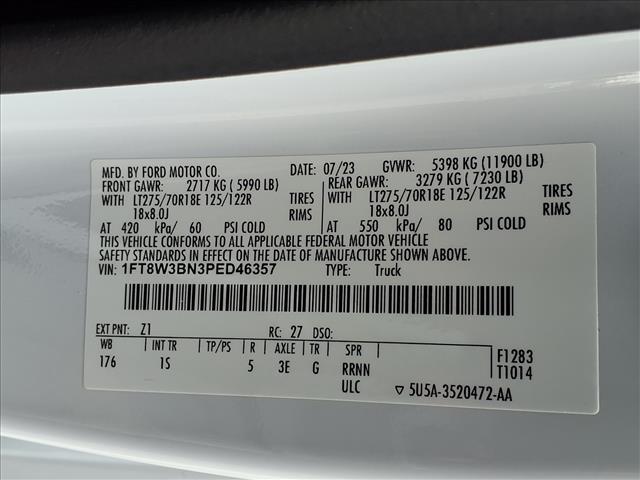 MFD. BY FORD MOTOR CO. DATE: 07/23 GVWR: 5398 KG (11900 LB)
FRONT GAWR: 2717 KG (5990 LB) REAR GAWR: 3279 KG (7230 LB)
WITH LT275/70R18E 125/122R TIRES WITH LT275/70R18E 125/122R TIRES
18x8.0J RIMS 18x8.0J RIMS
AT 420 kPa/ 60 PSI COLD AT 550 kPa/ 80 PSI COLD
THIS VEHICLE CONFORMS TO ALL APPLICABLE FEDERAL MOTOR VEHICLE
SAFETY STANDARDS IN EFFECT ON THE DATE OF MANUFACTURE SHOWN ABOVE.
VIN: 1FT8W3BN3PED46357 TYPE: Truck
EXT PNT: Z1 RC: 27 DSO:
WB INT TR TP/PS R AXLE TR SPR F1283
176 1S 5 3E G RRNN T1014
ULC ▽ 5U5A-3520472-AA